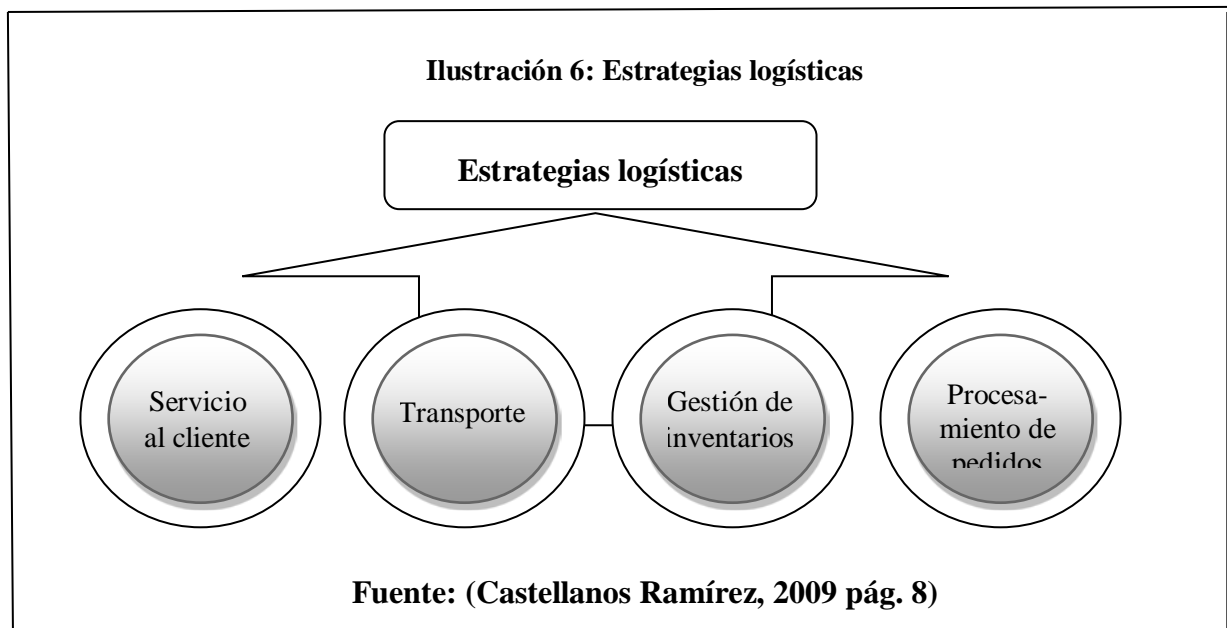 Ilustración 6: Estrategias logísticas
Estrategias logísticas
Servicio
al cliente
Transporte
Gestión de
inventarios
Procesa-
miento de
pedidos
Fuente: (Castellanos Ramírez, 2009 pág. 8)